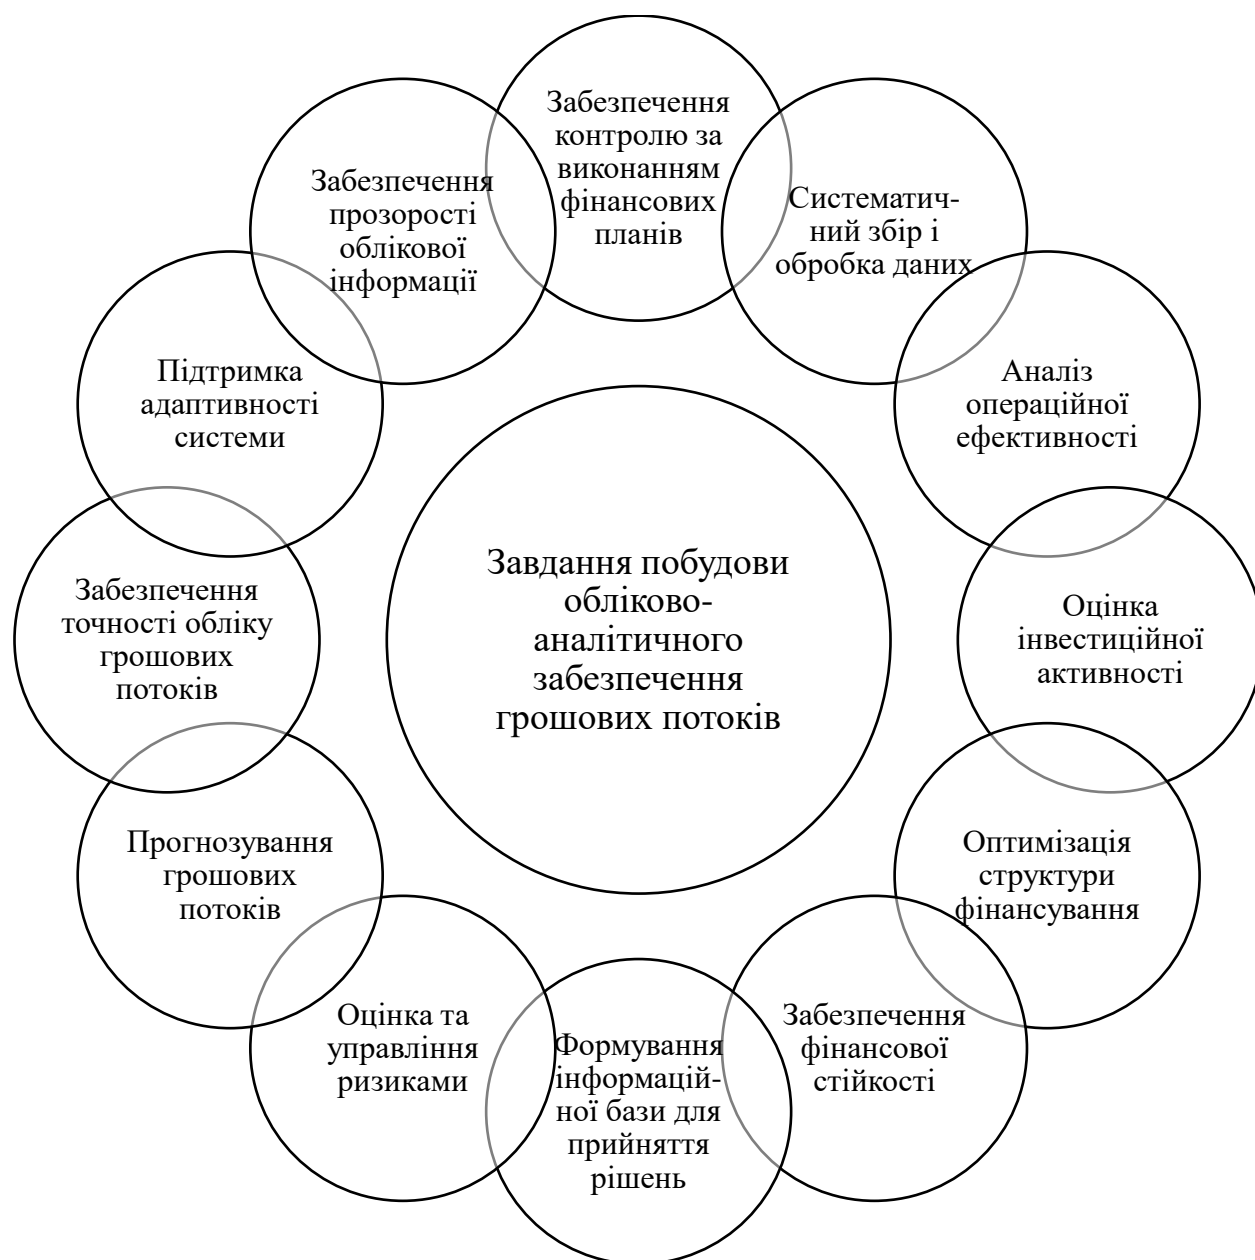 Забезпечення
контролю за
виконанням
фінансових
планів
Систематич-
ний збір і
обробка даних
Аналіз
операційної
ефективності
Оцінка
інвестиційної
активності
Оптимізація
структури
фінансування
Забезпечення
фінансової
стійкості
Формування
інформацій-
ної бази для
прийняття
рішень
Оцінка та
управління
ризиками
Прогнозування
грошових
потоків
Забезпечення
точності обліку
грошових
потоків
Підтримка
адаптивності
системи
Забезпечення
прозорості
облікової
інформації
Завдання побудови
обліково-
аналітичного
забезпечення
грошових потоків